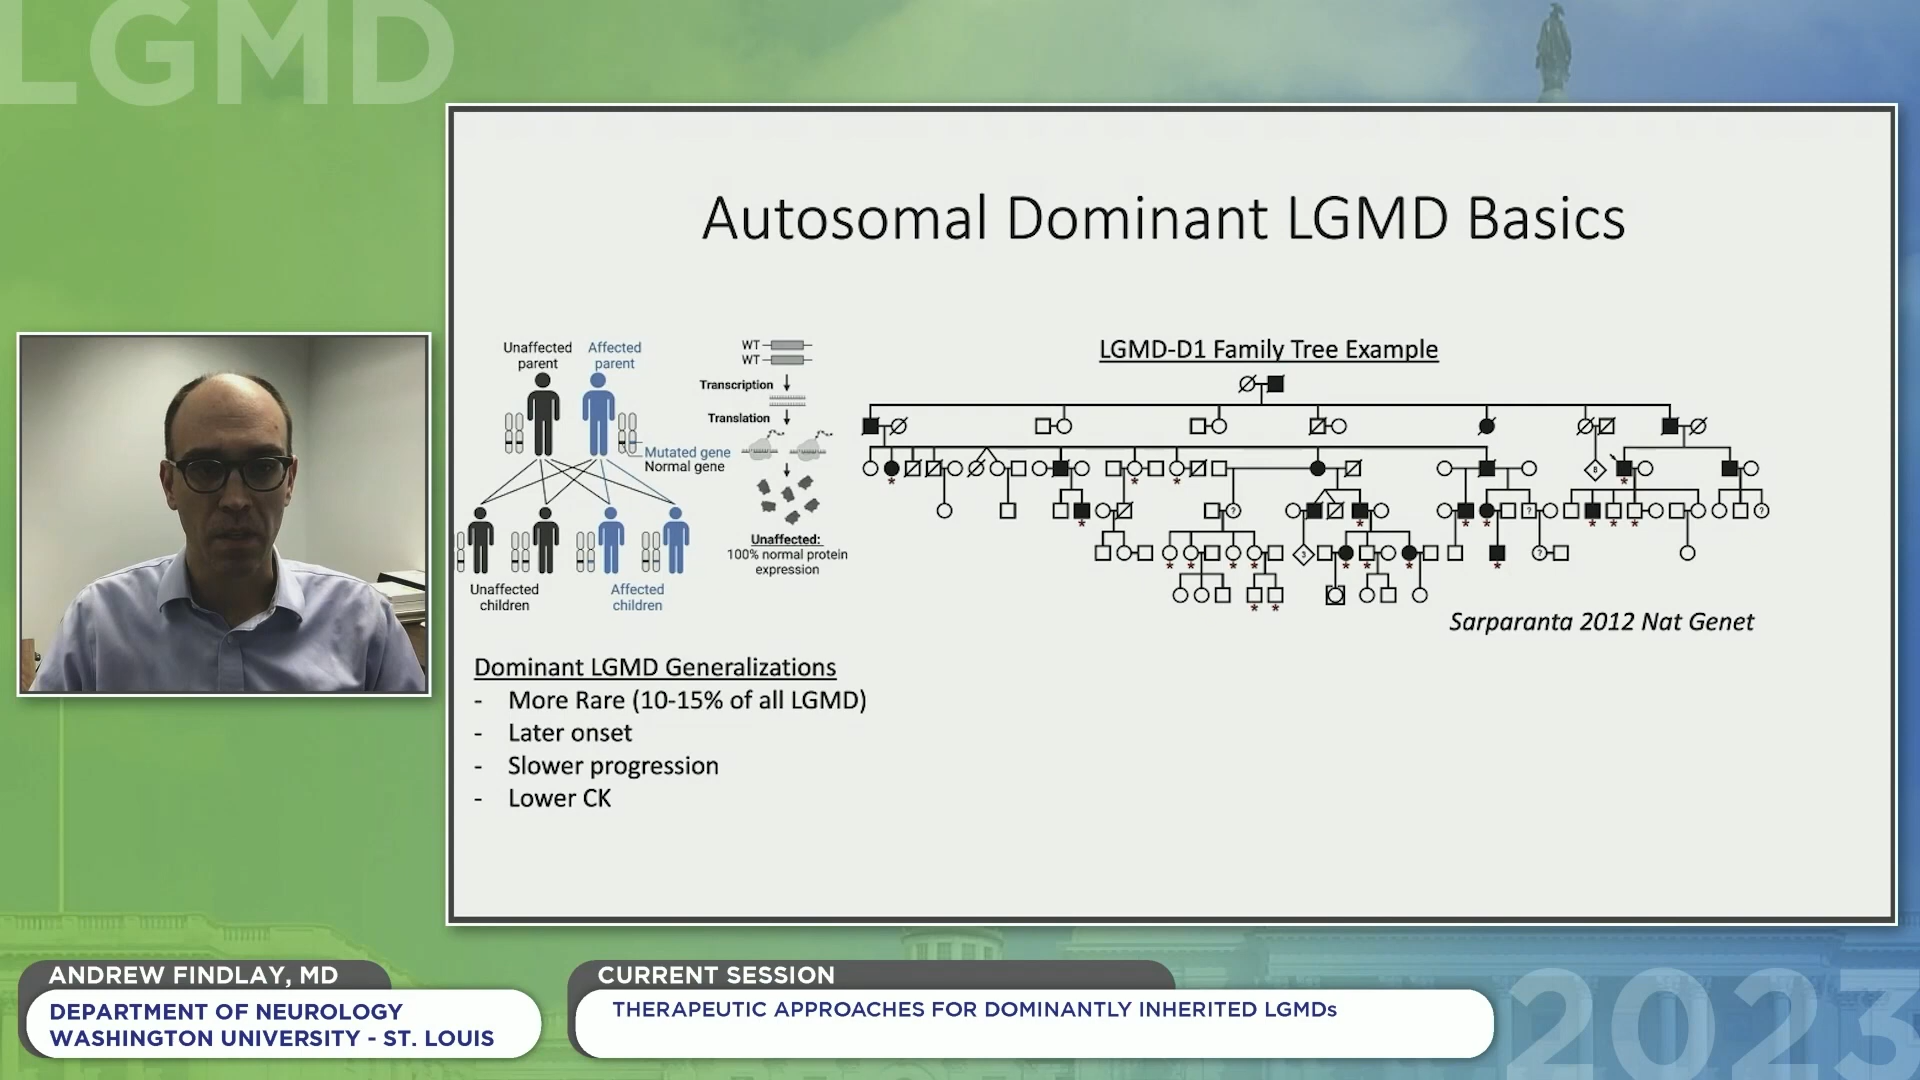 LGMD
Autosomal Dominant LGMD Basics
Unaffected
parent
Affected
parent
Mutated gene
Normal gene
Unaffected
children
Affected
children
WT
WT
Transcription
Translation
Unaffected:
100% normal protein
expression
LGMD-D1 Family Tree Example
8
?
?
?
?
3
?
Sarparanta 2012 Nat Genet
Dominant LGMD Generalizations
- More Rare (10-15% of all LGMD)
- Later onset
- Slower progression
- Lower CK
ANDREW FINDLAY, MD
DEPARTMENT OF NEUROLOGY
WASHINGTON UNIVERSITY - ST. LOUIS
CURRENT SESSION
THERAPEUTIC APPROACHES FOR DOMINANTLY INHERITED LGMDs
2023